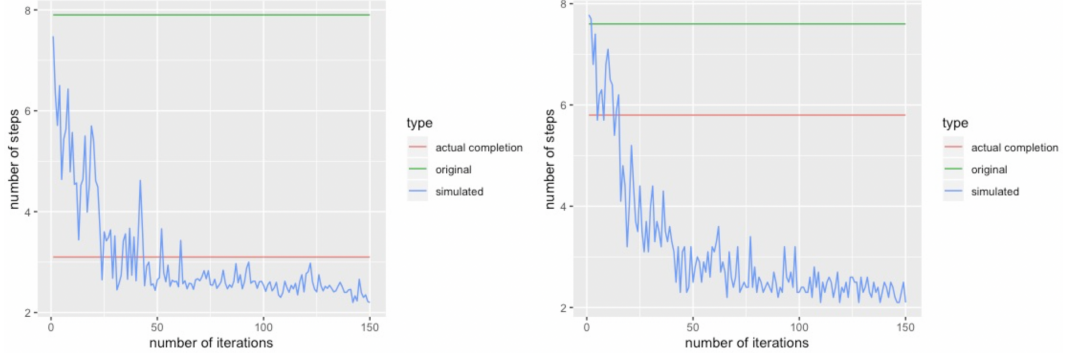 8
6
4
2
number of steps
0
50
100
150
number of iterations
type
actual completion
original
simulated
8
6
4
2
number of steps
0
50
100
150
number of iterations
type
actual completion
original
simulated